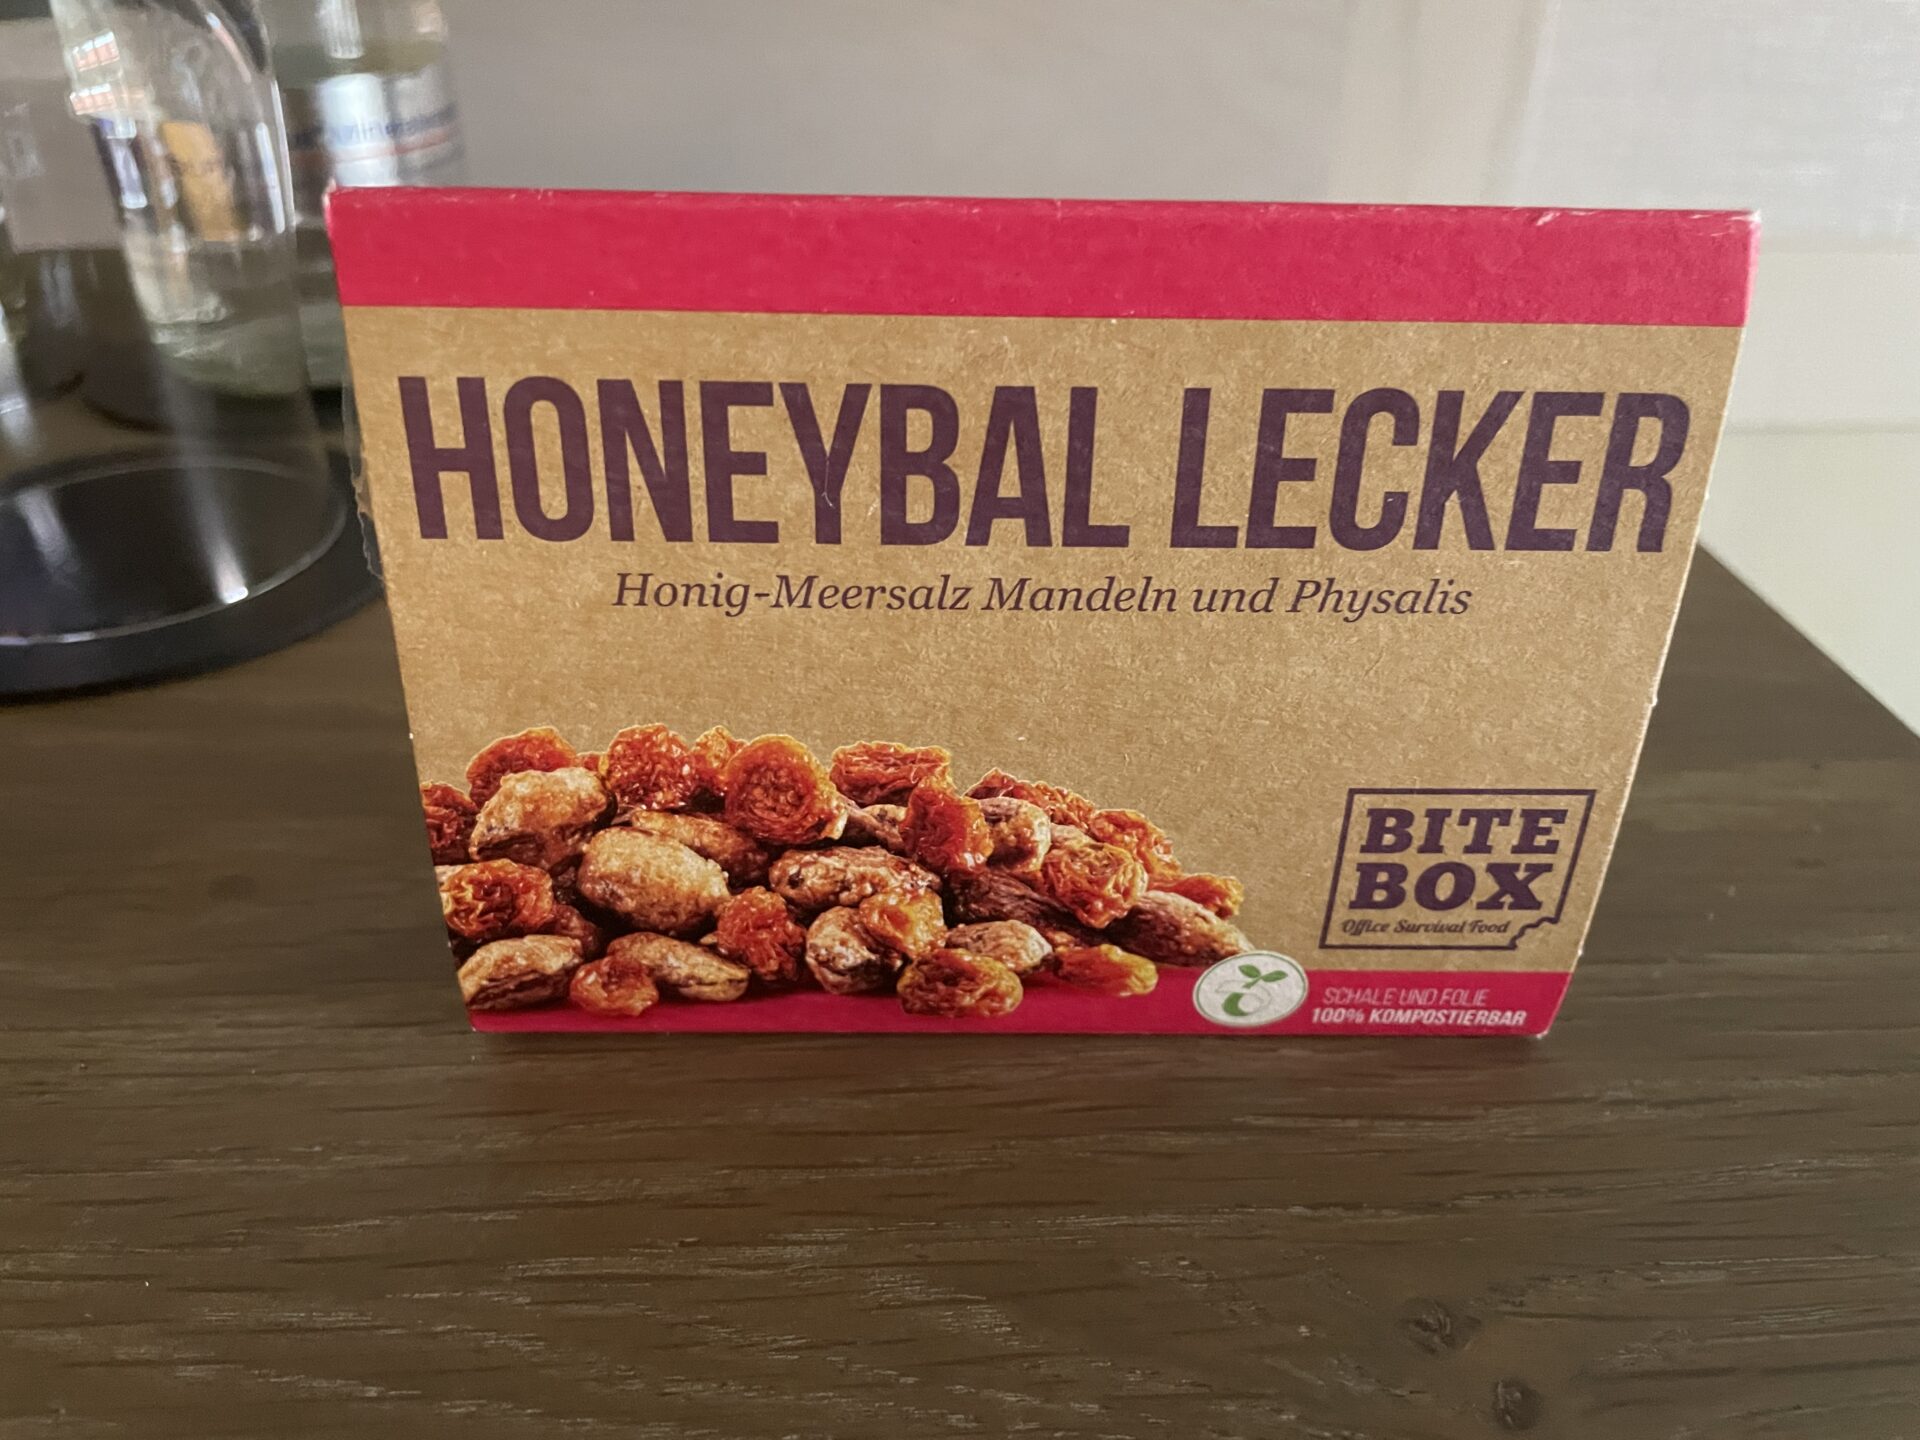 HONEYBAL LECKER
Honig-Meersalz Mandeln und Physalis
BITE
BOX
Office Survival Food
SCHALE UND FOLIE
100% KOMPOSTIERBAR